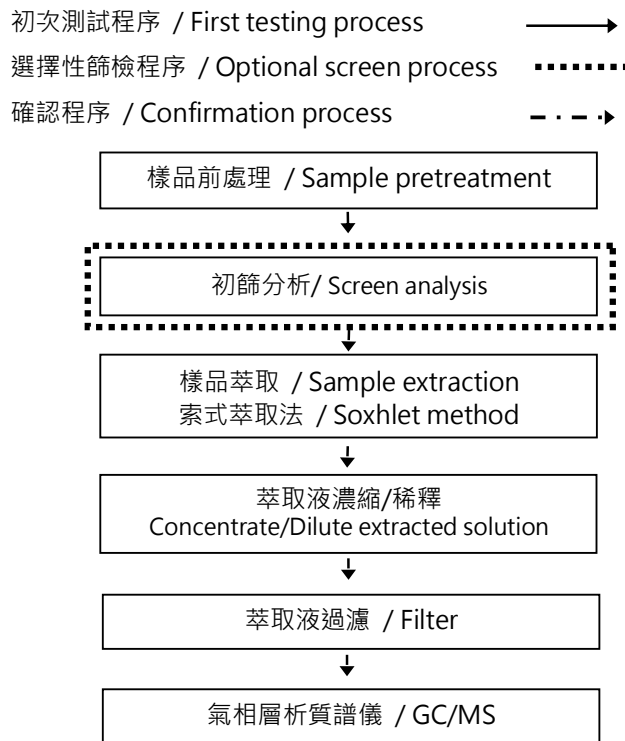 初次測試程序 / First testing process
選擇性篩檢程序 / Optional screen process
確認程序 / Confirmation process
樣品前處理 / Sample pretreatment
初篩分析/ Screen analysis
樣品萃取 / Sample extraction
索式萃取法 / Soxhlet method
萃取液濃縮/稀釋
Concentrate/Dilute extracted solution
萃取液過濾 / Filter
氣相層析質譜儀 / GC/MS